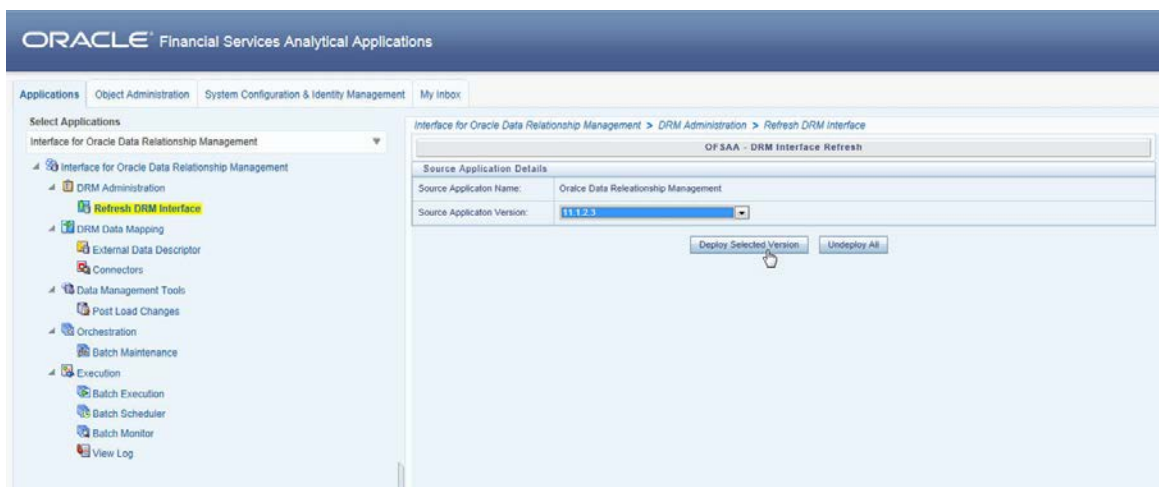 ORACLE Financial Services Analytical Applications
Applications Object Administration System Configuration & Identity Management My Inbox
Select Applications
Interface for Oracle Data Relationship Management
Interface for Oracle Data Relationship Management
DRM Administration
Refresh DRM Interface
DRM Data Mapping
External Data Descriptor
Connectors
Data Management Tools
Post Load Changes
Orchestration
Batch Maintenance
Execution
Batch Execution
Batch Scheduler
Batch Monitor
View Log
Interface for Oracle Data Relationship Management > DRM Administration > Refresh DRM Interface
OFSAA - DRM Interface Refresh
Source Application Details
Source Applicaton Name: Oralce Data Releationship Management
Source Applicaton Version: 11.1.2.3
Deploy Selected Version Undeploy All